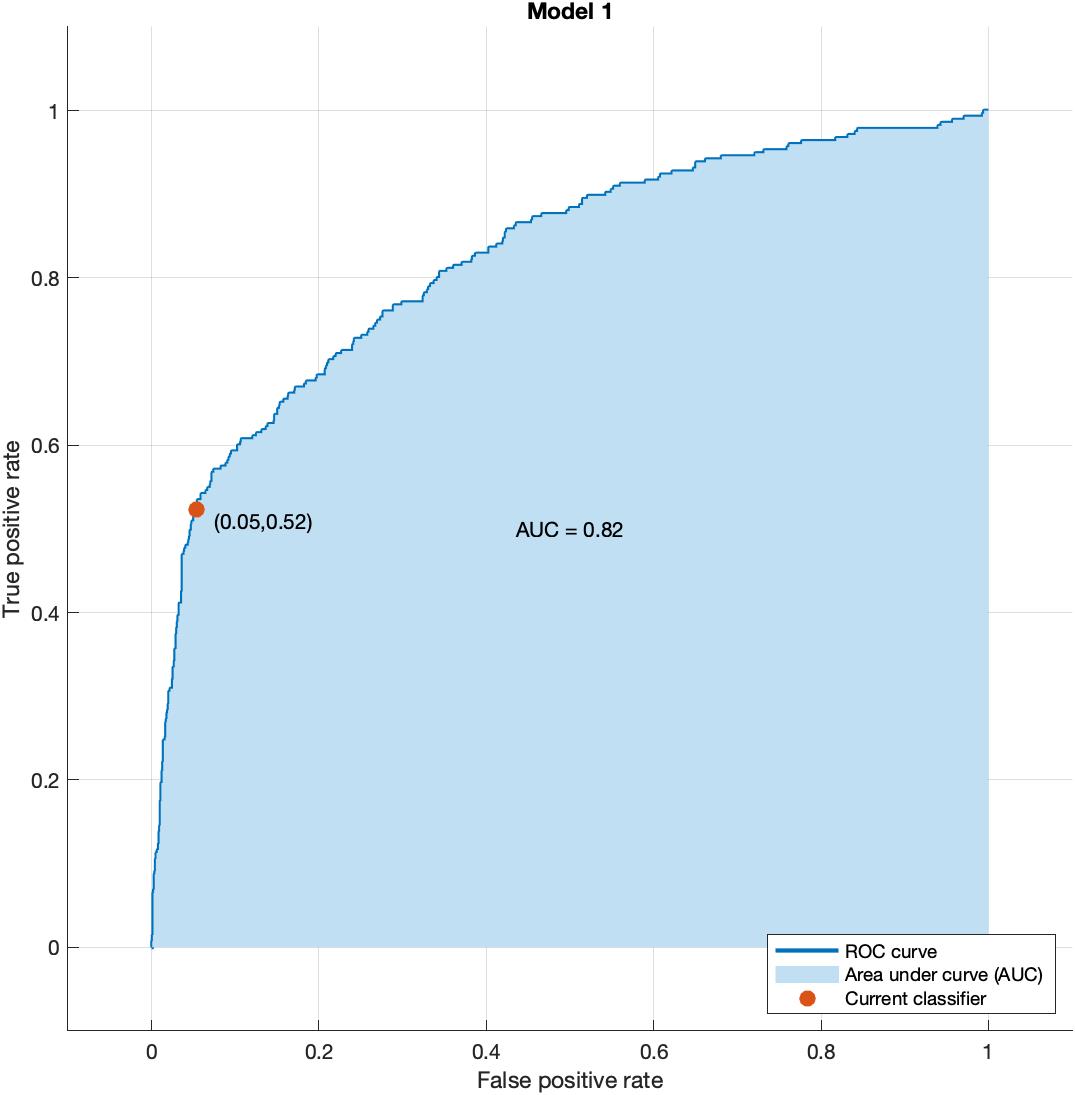 Model 1
True positive rate
1
0.8
0.6
0.4
0.2
0
(0.05,0.52)
AUC = 0.82
ROC curve
Area under curve (AUC)
Current classifier
0 0.2 0.4 0.6 0.8 1
False positive rate